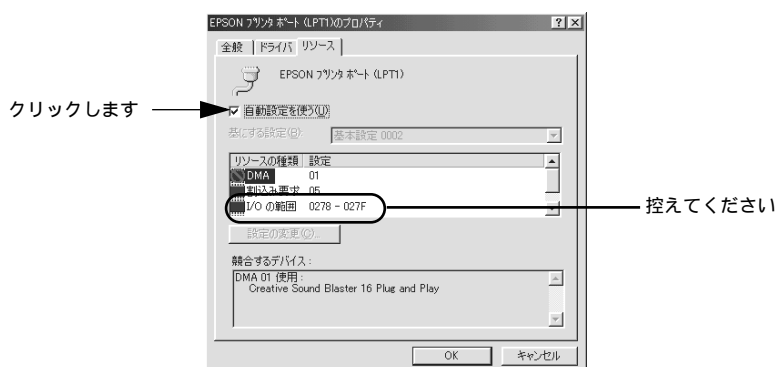 EPSON プリンタ ポート (LPT1)のプロパティ
全般 ドライバ リソース
EPSON プリンタ ポート (LPT1)
クリックします
自動設定を使う(U)
基にする設定(B): 基本設定 0002
リソースの種類 設定
DMA 01
割込み要求 05
I/O の範囲 0278 - 027F
控えてください
設定の変更(C)...
競合するデバイス:
DMA 01 使用:
Creative Sound Blaster 16 Plug and Play
OK キャンセル